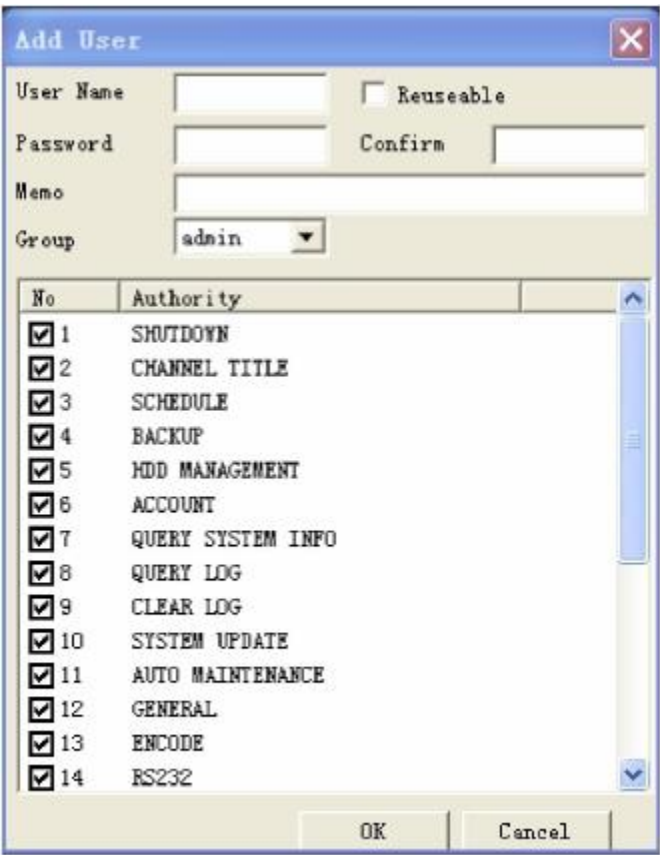 Add User
User Name Reuseable
Password Confirm
Memo
Group admin
No Authority
1 SHUTDOWN
2 CHANNEL TITLE
3 SCHEDULE
4 BACKUP
5 HDD MANAGEMENT
6 ACCOUNT
7 QUERY SYSTEM INFO
8 QUERY LOG
9 CLEAR LOG
10 SYSTEM UPDATE
11 AUTO MAINTENANCE
12 GENERAL
13 ENCODE
14 RS232
OK Cancel